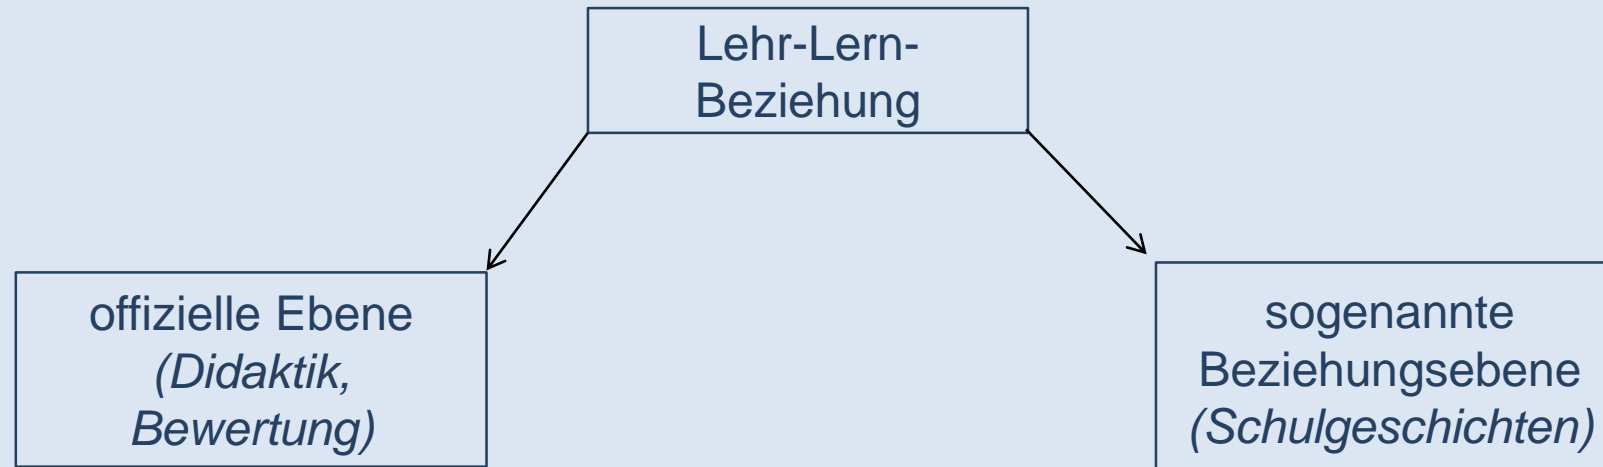 Lehr-Lern-
Beziehung
offizielle Ebene
(Didaktik,
Bewertung)
sogenannte
Beziehungsebene
(Schulgeschichten)